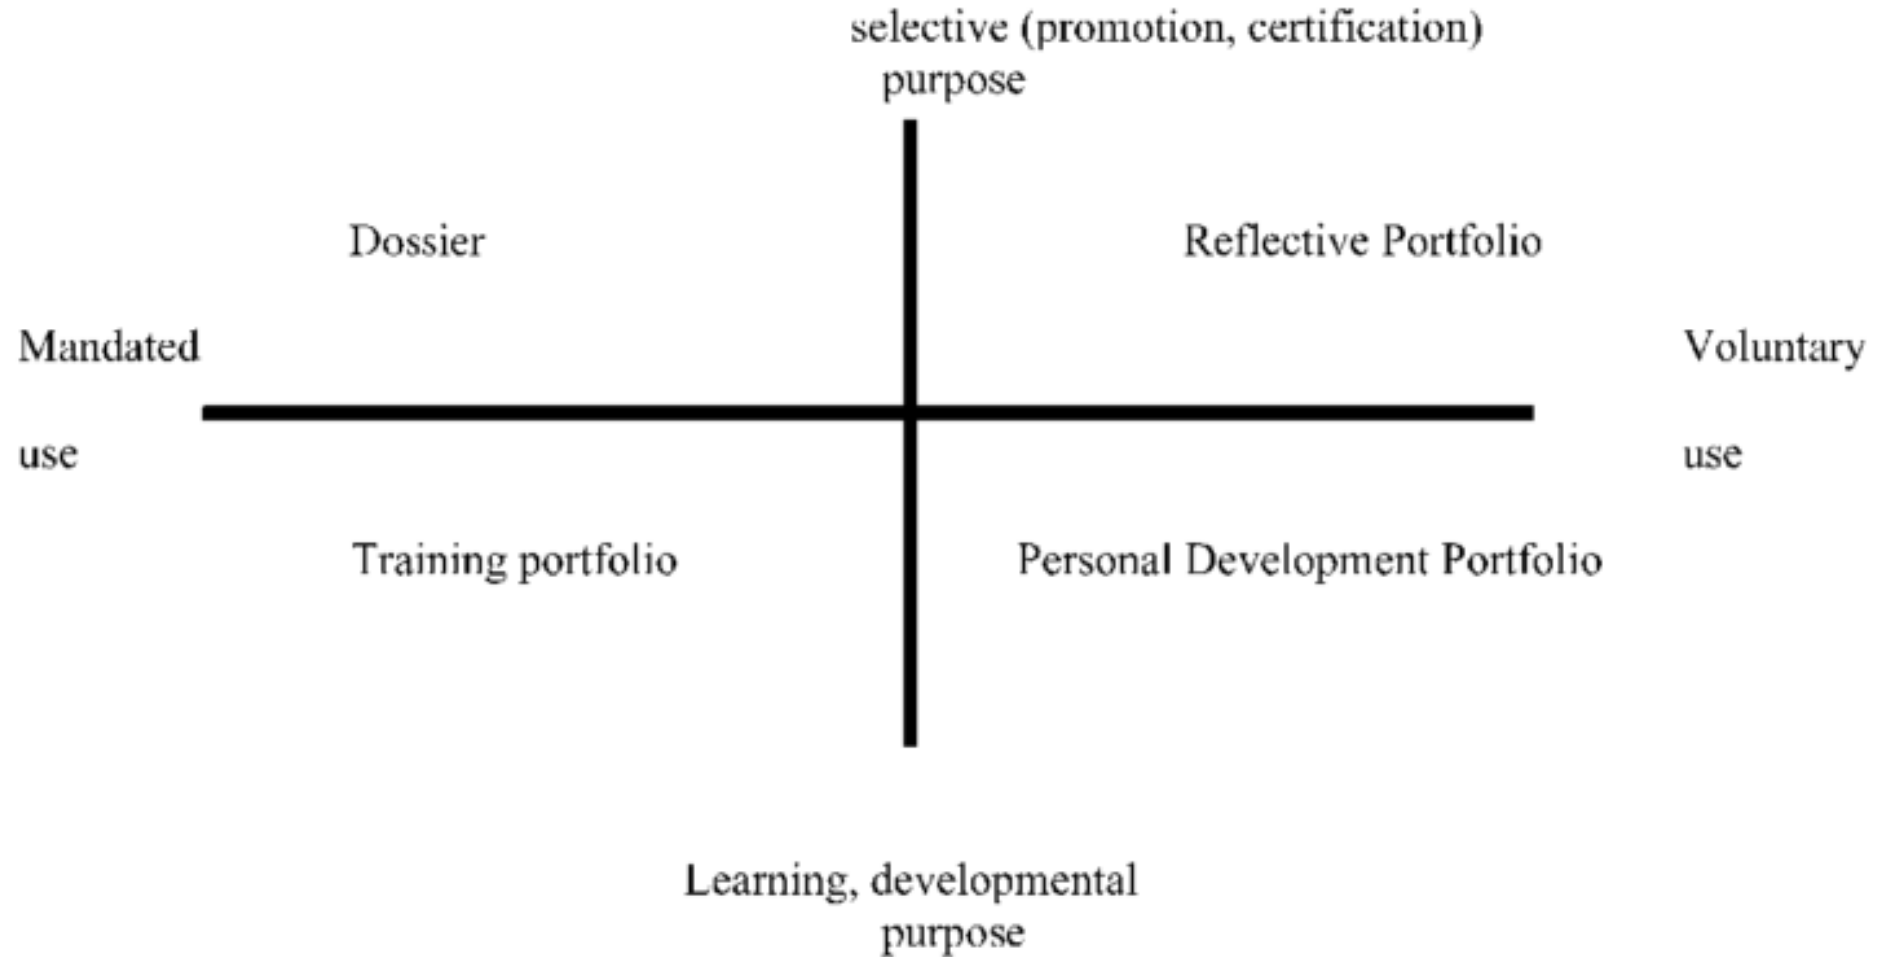 selective (promotion, certification)
purpose
Dossier
Reflective Portfolio
Mandated
Voluntary
use
use
Training portfolio
Personal Development Portfolio
Learning, developmental
purpose